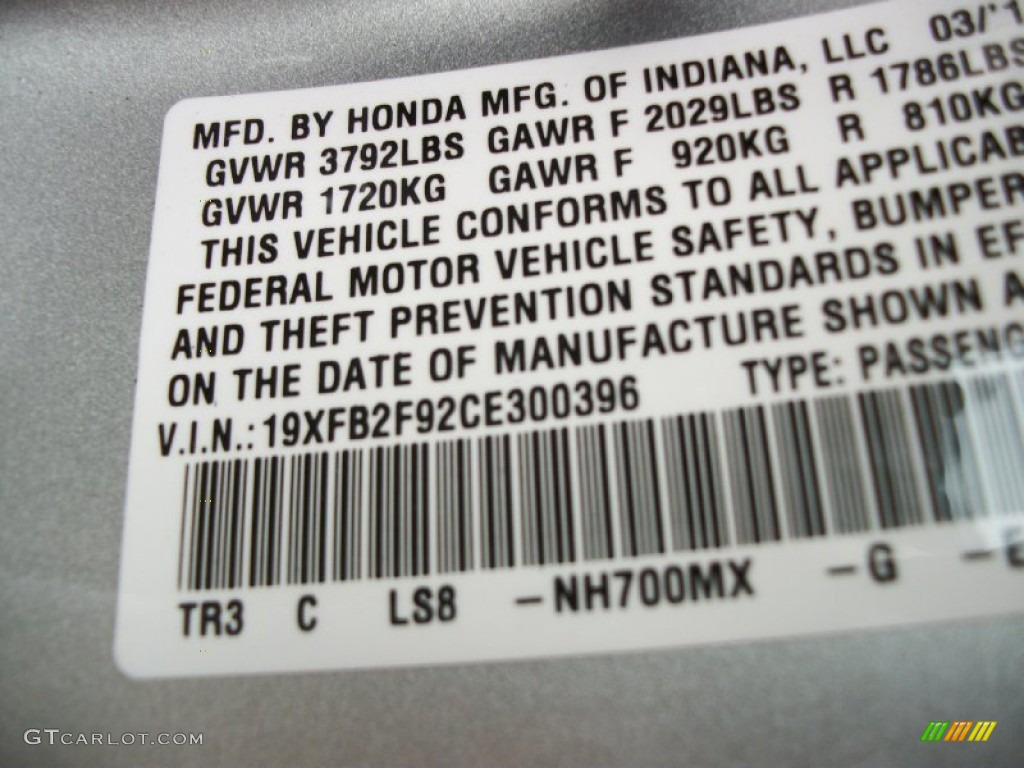 MFD. BY HONDA MFG. OF INDIANA, LLC 03/'1
GVWR 3792LBS GAWR F 2029LBS R 1786LBS
GVWR 1720KG GAWR F 920KG R 810KG
THIS VEHICLE CONFORMS TO ALL APPLICAB
FEDERAL MOTOR VEHICLE SAFETY, BUMPER
AND THEFT PREVENTION STANDARDS IN EF
ON THE DATE OF MANUFACTURE SHOWN A
V.I.N.: 19XFB2F92CE300396 TYPE: PASSENG
TR3 C LS8 -NH700MX -G -E
GTCARLOT.COM